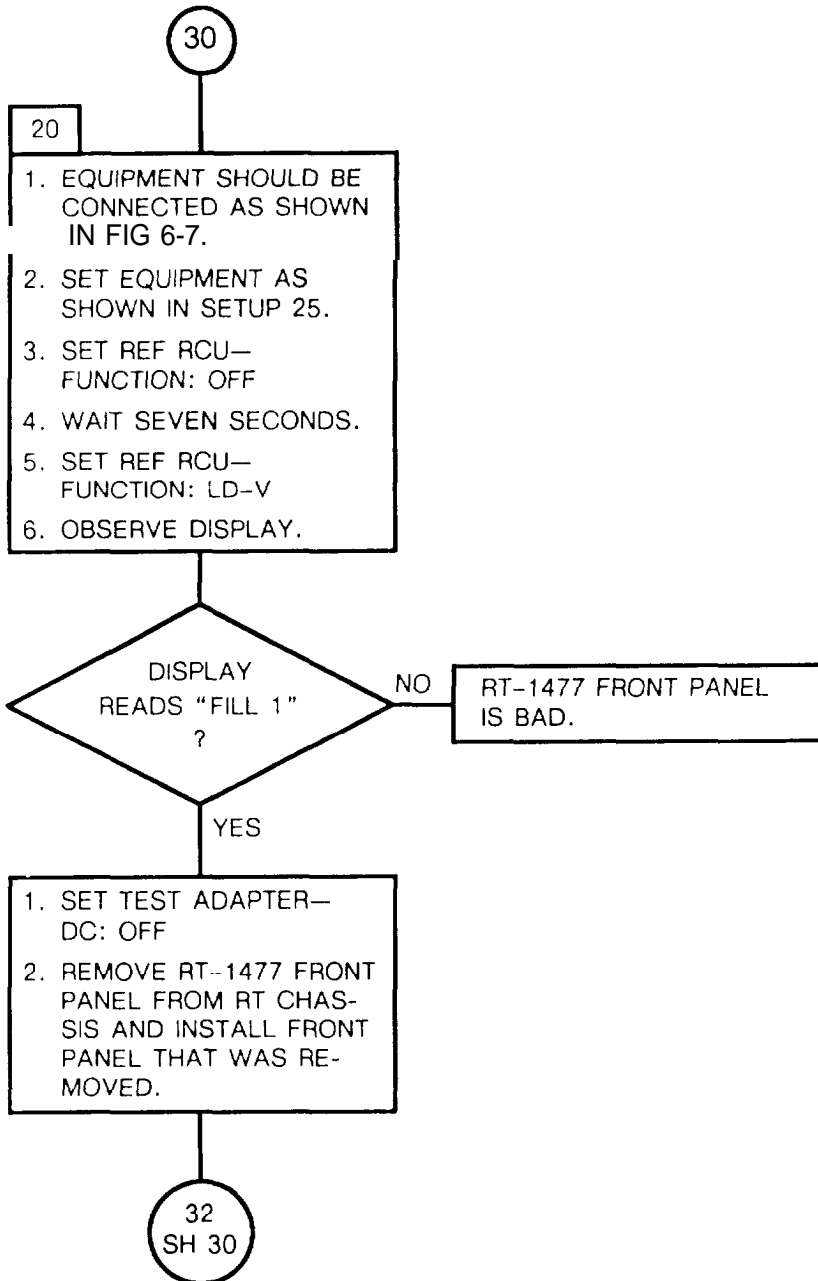 30
20
1. EQUIPMENT SHOULD BE
CONNECTED AS SHOWN
IN FIG 6-7.
2. SET EQUIPMENT AS
SHOWN IN SETUP 25.
3. SET REF RCU—
FUNCTION: OFF
4. WAIT SEVEN SECONDS.
5. SET REF RCU—
FUNCTION: LD-V
6. OBSERVE DISPLAY.
DISPLAY
READS "FILL 1"
?
NO
RT-1477 FRONT PANEL
IS BAD.
YES
1. SET TEST ADAPTER—
DC: OFF
2. REMOVE RT-1477 FRONT
PANEL FROM RT CHAS-
SIS AND INSTALL FRONT
PANEL THAT WAS RE-
MOVED.
32
SH 30